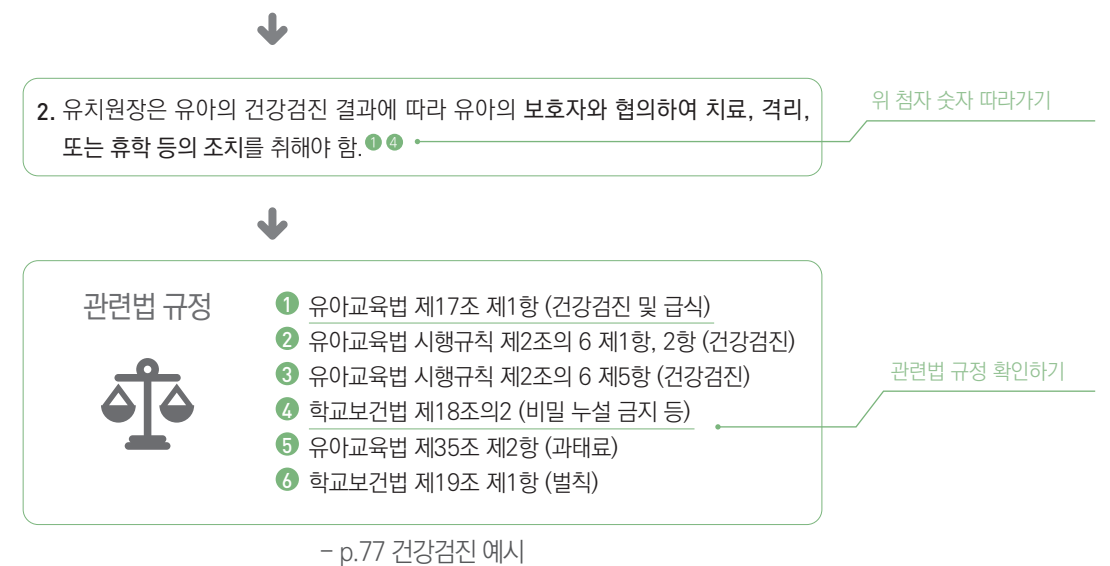 2. 유치원장은 유아의 건강검진 결과에 따라 유아의 보호자와 협의하여 치료, 격리,
또는 휴학 등의 조치를 취해야 함.❶❹
위 첨자 숫자 따라가기
관련법 규정
❶ 유아교육법 제17조 제1항 (건강검진 및 급식)
❷ 유아교육법 시행규칙 제2조의 6 제1항, 2항 (건강검진)
❸ 유아교육법 시행규칙 제2조의 6 제5항 (건강검진)
❹ 학교보건법 제18조의2 (비밀 누설 금지 등)
❺ 유아교육법 제35조 제2항 (과태료)
❻ 학교보건법 제19조 제1항 (벌칙)
관련법 규정 확인하기
– p.77 건강검진 예시